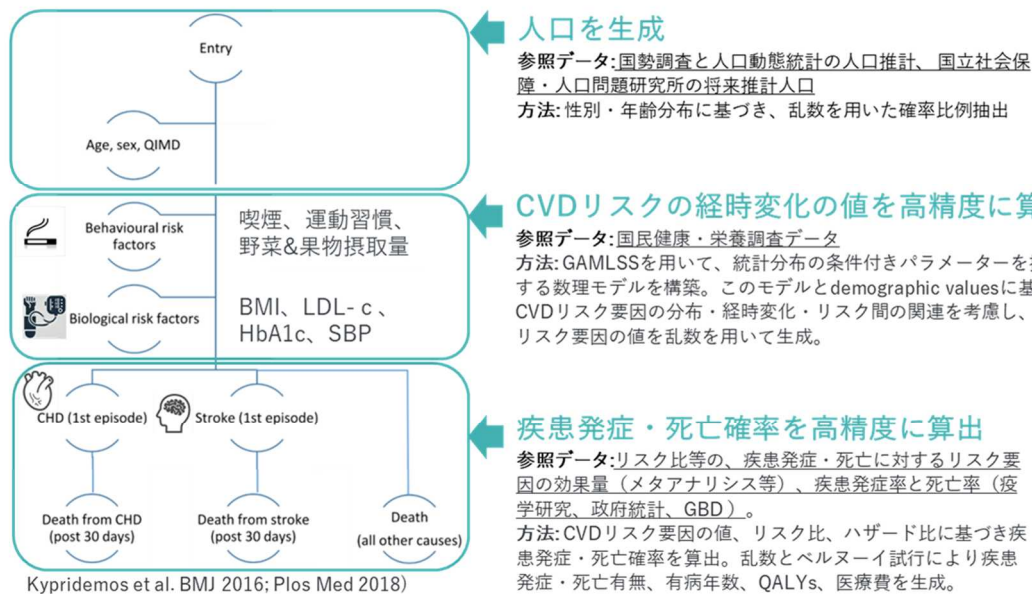 Entry
Age, sex, QIMD
Behavioural risk
factors
喫煙、運動習慣、
野菜&果物摂取量
Biological risk factors
BMI、LDL- c 、
HbA1c、SBP
CHD (1st episode)
Stroke (1st episode)
Death from CHD
(post 30 days)
Death from stroke
(post 30 days)
Death
(all other causes)
Kypridemos et al. BMJ 2016; Plos Med 2018)
人口を生成
参照データ:国勢調査と人口動態統計の人口推計、 国立社会保
障・人口問題研究所の将来推計人口
方法: 性別・年齢分布に基づき、乱数を用いた確率比例抽出
CVDリスクの経時変化の値を高精度に算
参照データ: 国民健康・栄養調査データ
方法: GAMLSSを用いて、統計分布の条件付きパラメーターを
する数理モデルを構築。このモデルとdemographic valuesに基
CVDリスク要因の分布・経時変化・リスク間の関連を考慮し、
リスク要因の値を乱数を用いて生成。
疾患発症・死亡確率を高精度に算出
参照データ:リスク比等の、疾患発症・死亡に対するリスク要
因の効果量（メタアナリシス等）、疾患発症率と死亡率（疫
学研究、政府統計、GBD ）。
方法: CVDリスク要因の値、リスク比、ハザード比に基づき疾
患発症・死亡確率を算出。乱数とベルヌーイ試行により疾患
発症・死亡有無、有病年数、QALYs、医療費を生成。